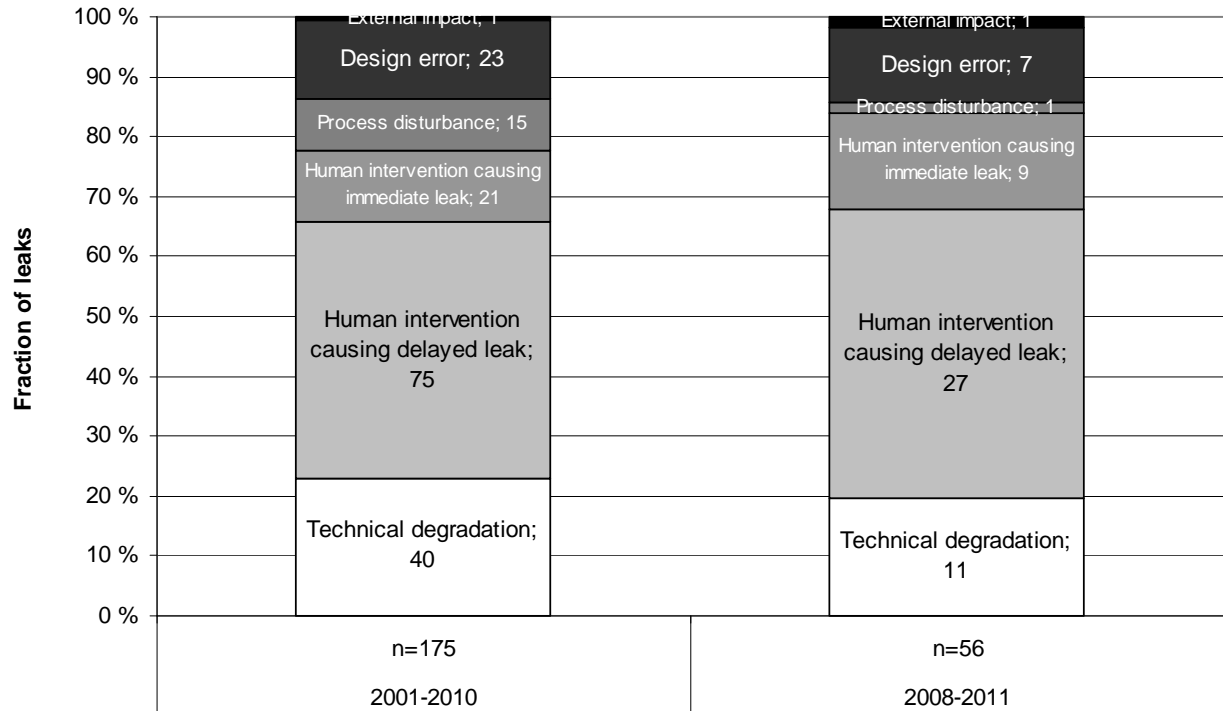 100 %
90 %
80 %
70 %
60 %
50 %
40 %
30 %
20 %
10 %
0 %
Fraction of leaks
External impact; 1
Design error; 23
Process disturbance; 15
Human intervention causing
immediate leak; 21
Human intervention
causing delayed leak;
75
Technical degradation;
40
External impact; 1
Design error; 7
Process disturbance; 1
Human intervention causing
immediate leak; 9
Human intervention
causing delayed leak;
27
Technical degradation;
11
n=175
n=56
2001-2010
2008-2011